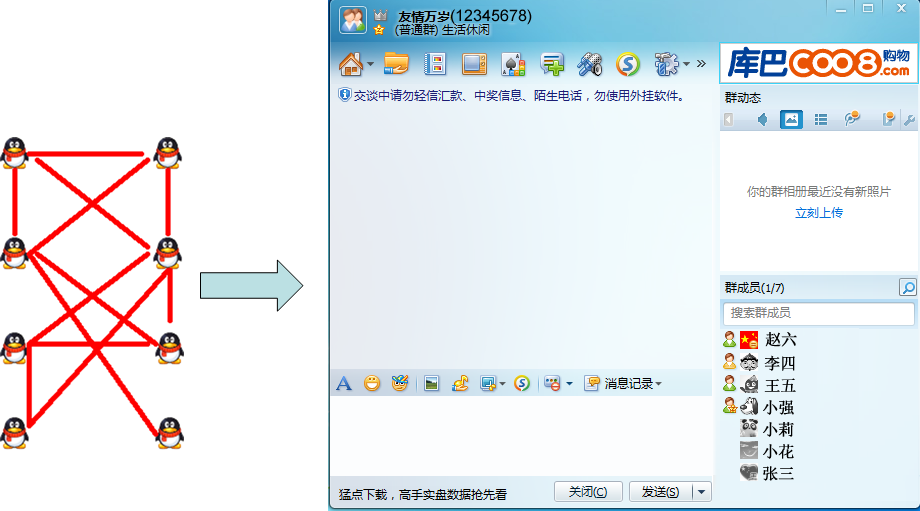 友情万岁(12345678)
(普通群) 生活休闲
库巴COO8购物
.com
交谈中请勿轻信汇款、中奖信息、陌生电话，勿使用外挂软件。
群动态
你的群相册最近没有新照片
立刻上传
群成员(1/7)
搜索群成员
赵六
李四
王五
小强
小莉
小花
张三
A
消息记录
猛点下载，高手实盘数据抢先看
关闭(C)
发送(S)